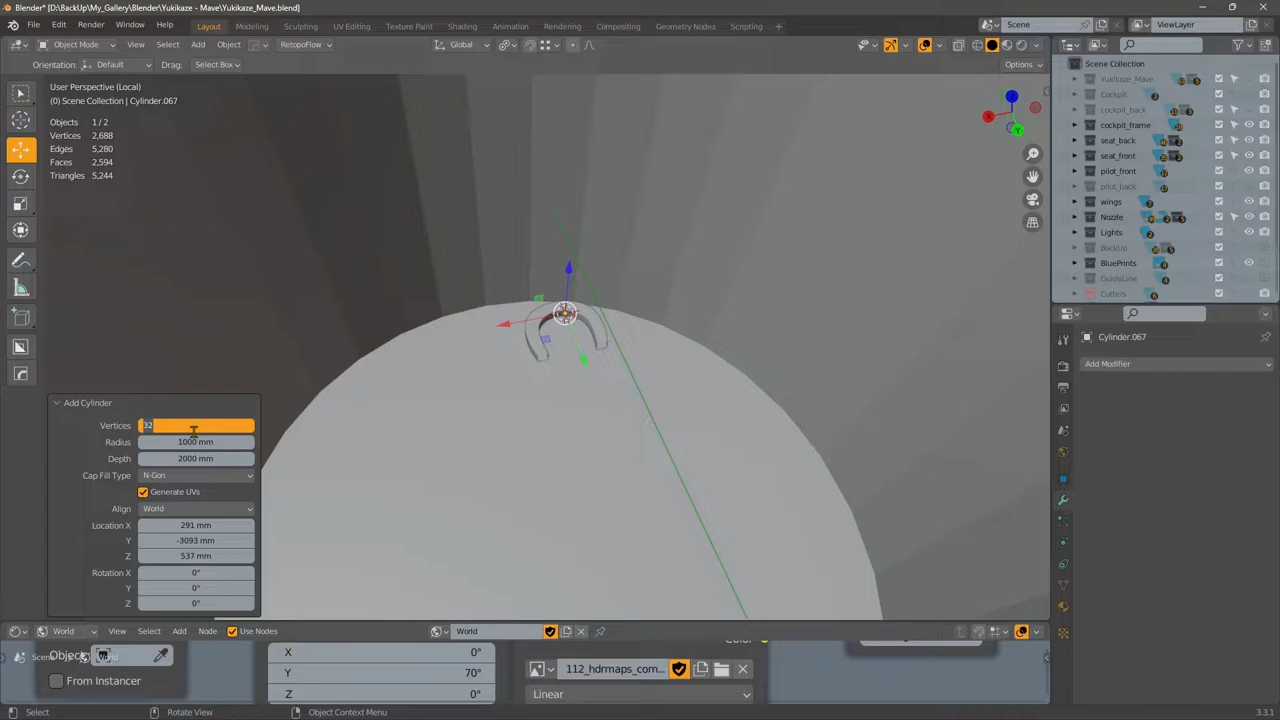 Blender* [D:\BackUp\My_Gallery\Blender\Yukikaze - Mave\Yukikaze_Mave.blend]
File Edit Render Window Help Layout Modeling Sculpting UV Editing Texture Paint Shading Animation Rendering Compositing Geometry Nodes Scripting + Scene ViewLayer
Object Mode View Select Add Object RetopoFlow Global
Orientation: Default Drag: Select Box Options
User Perspective (Local)
(0) Scene Collection | Cylinder.067
Objects 1 / 2
Vertices 2,688
Edges 5,280
Faces 2,594
Triangles 5,244
X
Y
Z
Scene Collection
Yukikaze_Mave
Cockpit
cockpit_back
cockpit_frame
seat_back
seat_front
pilot_front
pilot_back
wings
Nozzle
Lights
BackUp
BluePrints
GuideLine
Cutters
Cylinder.067
Add Modifier
Add Cylinder
Vertices 32
Radius 1000 mm
Depth 2000 mm
Cap Fill Type N-Gon
Generate UVs
Align World
Location X 291 mm
Y -3093 mm
Z 537 mm
Rotation X 0°
Y 0°
Z 0°
World View Select Add Node Use Nodes World
Scene World
Object
From Instancer
X 0°
Y 70°
Z 0°
Color
112_hdrmaps_com...
Linear
Select Rotate View Object Context Menu 3.3.1